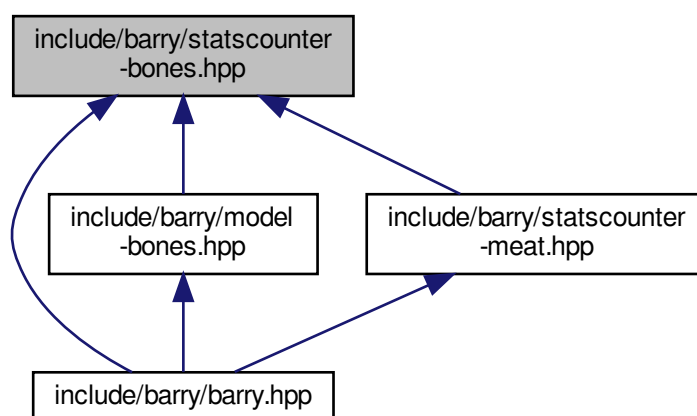 include/barry/statscounter
-bones.hpp
include/barry/model
-bones.hpp
include/barry/statscounter
-meat.hpp
include/barry/barry.hpp